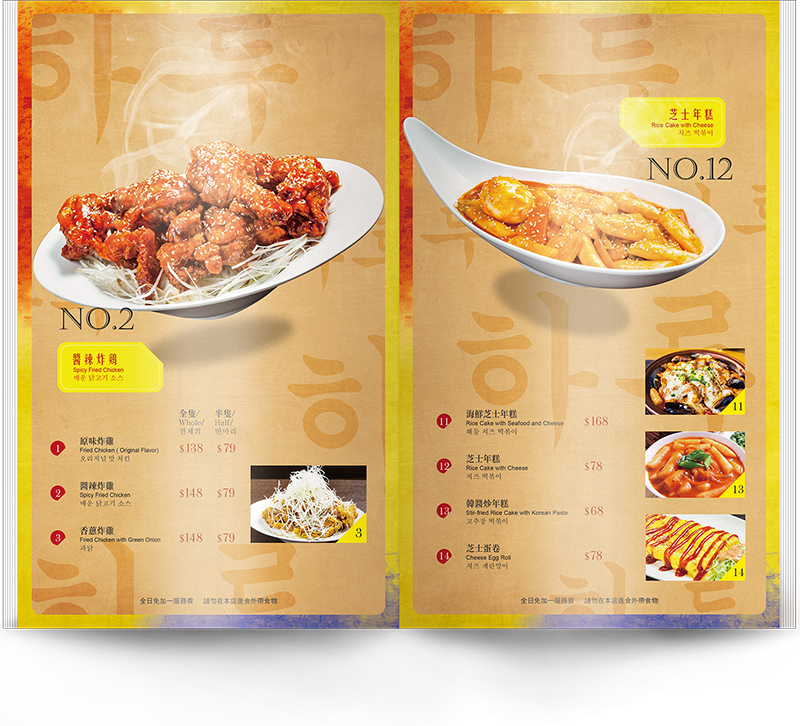 하루
NO.2
醬辣炸雞
Spicy Fried Chicken
매운 닭고기 소스
全隻/ 半隻/
Whole/ Half/
전체의 반마리
1 原味炸雞
Fried Chicken ( Original Flavor) $138 $79
오리지널 맛 치킨
2 醬辣炸雞
Spicy Fried Chicken $148 $79
매운 닭고기 소스
3 香蔥炸雞
Fried Chicken with Green Onion $148 $79
파닭
3
全日免加一服務費 請勿在本店進食外帶食物
하루
芝士年糕
Rice Cake with Cheese
치즈 떡볶이
NO.12
하루
11 海鮮芝士年糕
Rice Cake with Seafood and Cheese $168
해물 치즈 떡볶이
12 芝士年糕
Rice Cake with Cheese $78
치즈 떡볶이
13 韓醬炒年糕
Stir-fried Rice Cake with Korean Paste $68
고추장 떡볶이
14 芝士蛋卷
Cheese Egg Roll $78
치즈 계란말이
11
13
14
全日免加一服務費 請勿在本店進食外帶食物